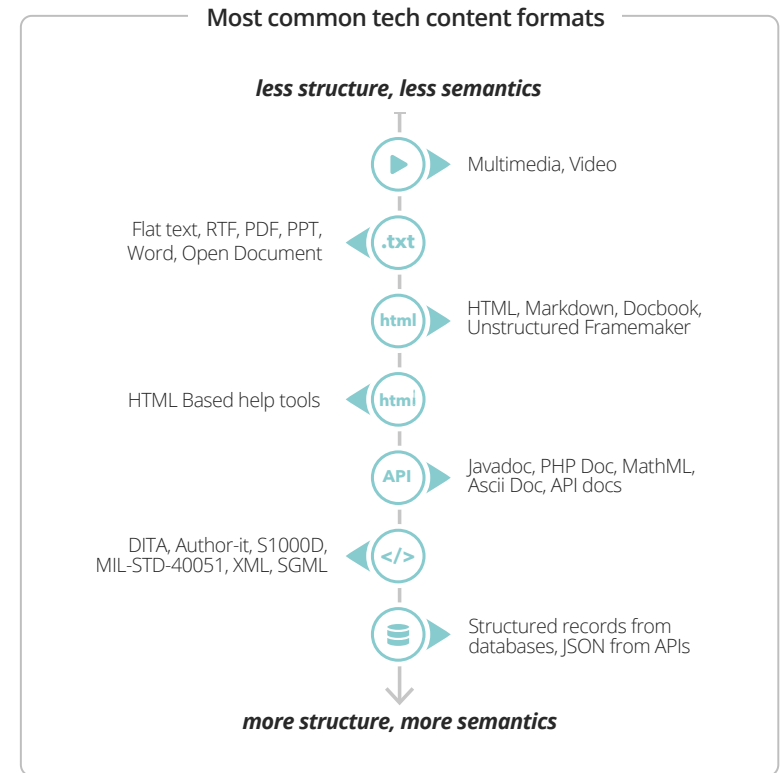 Most common tech content formats
less structure, less semantics
Multimedia, Video
Flat text, RTF, PDF, PPT,
Word, Open Document
.txt
html
HTML, Markdown, Docbook,
Unstructured Framemaker
HTML Based help tools
html
API
Javadoc, PHP Doc, MathML,
Ascii Doc, API docs
DITA, Author-it, S1000D,
MIL-STD-40051, XML, SGML
</>
Structured records from
databases, JSON from APIs
more structure, more semantics